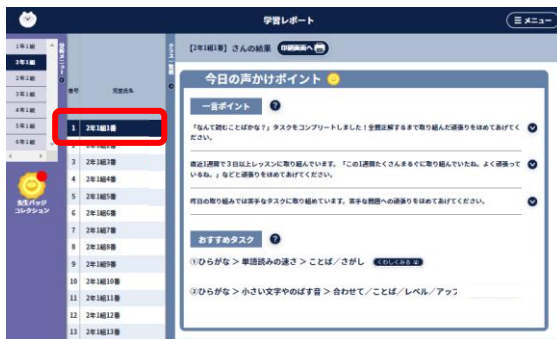 学習レポート
メニュー
1年1組
2年1組
2年2組
3年1組
4年1組
5年1組
6年1組
先生バッジ
コレクション
番号
児童氏名
1 2年1組1番
3 2年1組3番
4 2年1組4番
5 2年1組5番
6 2年1組6番
7 2年1組7番
8 2年1組8番
9 2年1組9番
10 2年1組10番
11 2年1組11番
12 2年1組12番
13 2年1組13番
【2年1組1番】さんの結果 印刷画面へ
今日の声かけポイント
一言ポイント ?
「なんて読むことばかな?」タスクをコンプリートしました!全問正解するまで取り組んだ頑張りをほめてあげてく
ださい。
直近1週間で3日以上レッスンに取り組んでいます。「この1週間たくさんまるぐに取り組んでいたね。よく頑張って
いるね。」などと頑張りをほめてあげてください。
昨日の取り組みでは苦手なタスクに取り組めています。苦手な問題への頑張りをほめてあげてください。
おすすめタスク ?
①ひらがな > 単語読みの速さ > ことば/さがし くわしくみる
②ひらがな > 小さい文字やのばす音 > 合わせて/ことば/レベル/アップ